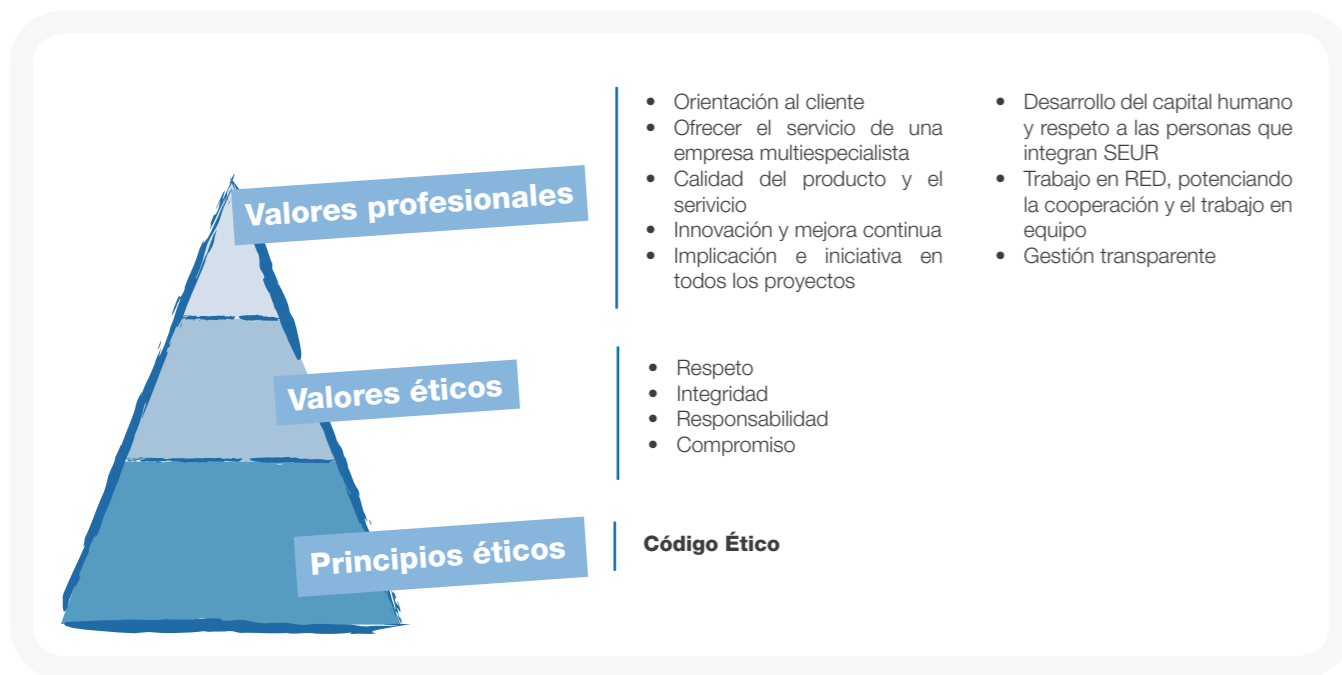 Valores profesionales
• Orientación al cliente
• Ofrecer el servicio de una
empresa multiespecialista
• Calidad del producto y el
serivicio
• Innovación y mejora continua
• Implicación e iniciativa en
todos los proyectos
• Desarrollo del capital humano
y respeto a las personas que
integran SEUR
• Trabajo en RED, potenciando
la cooperación y el trabajo en
equipo
• Gestión transparente
Valores éticos
• Respeto
• Integridad
• Responsabilidad
• Compromiso
Principios éticos
Código Ético